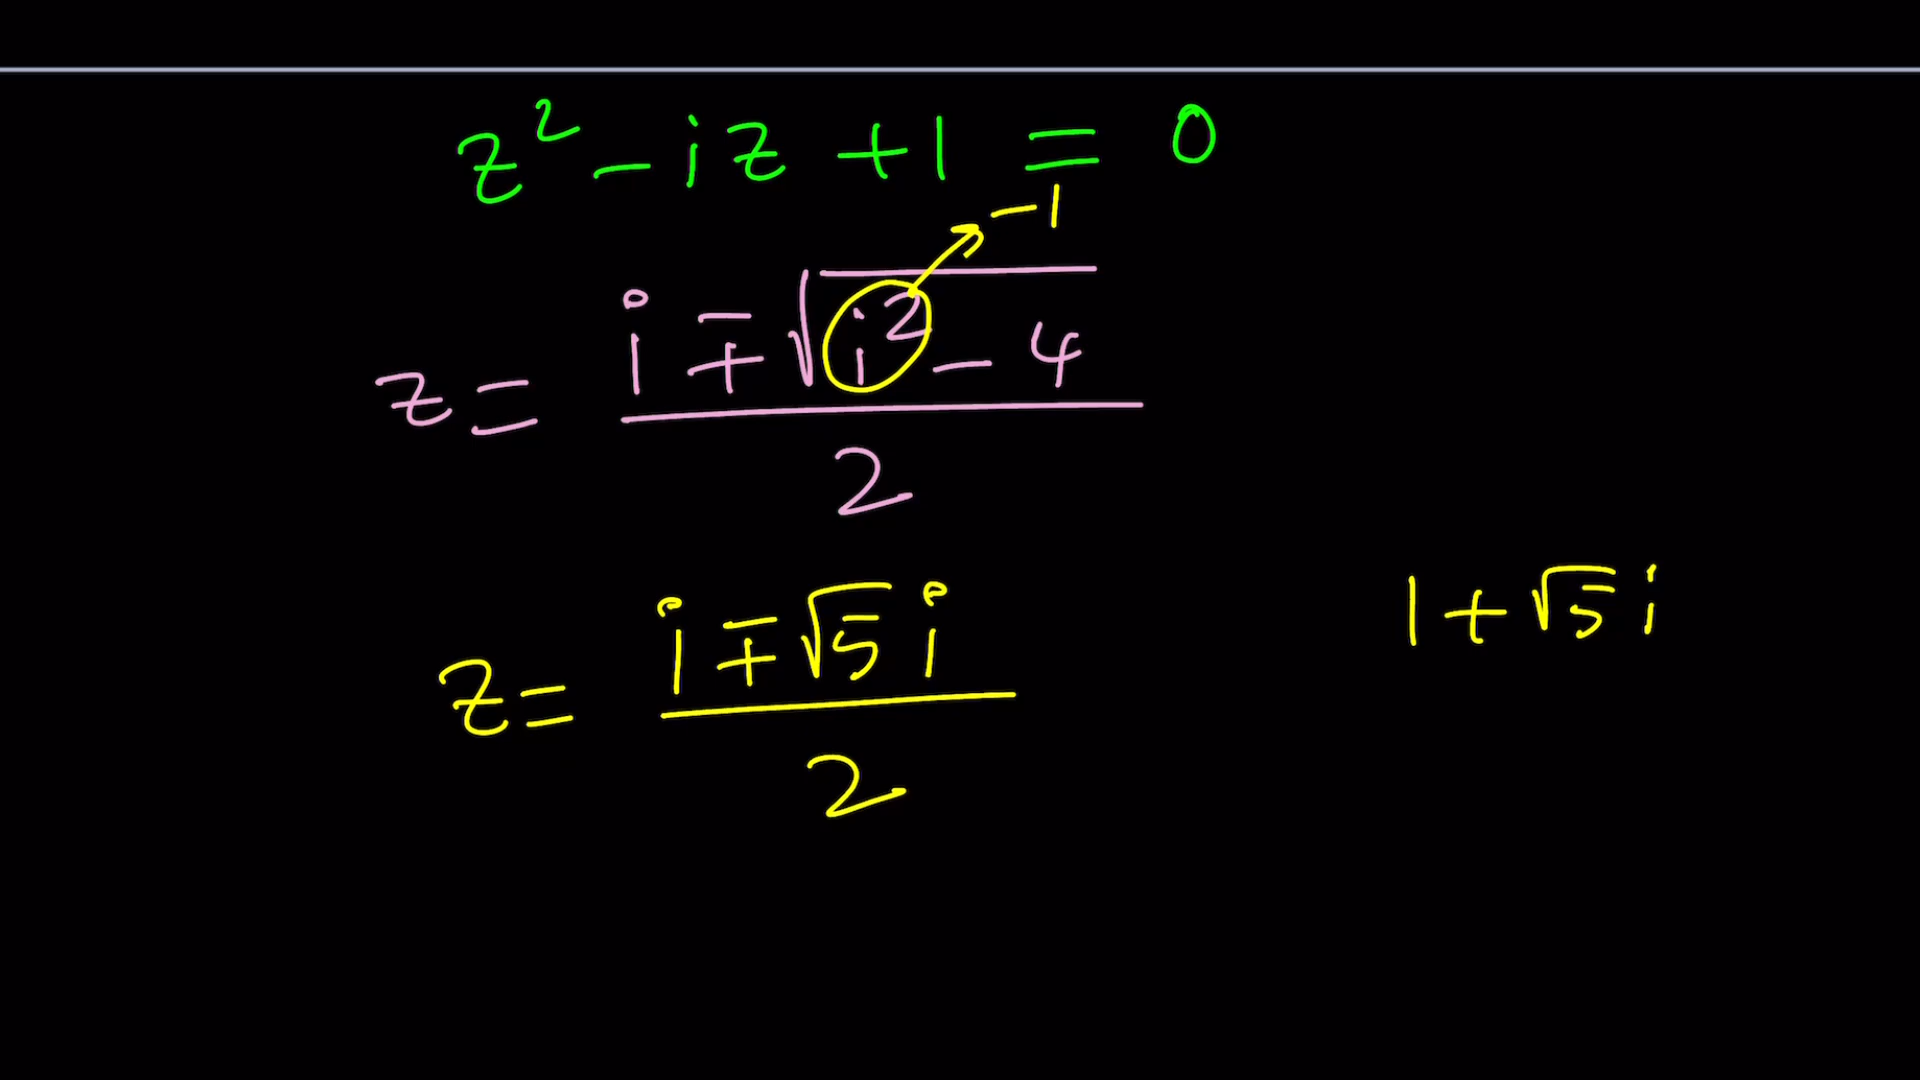 z² - iz + 1 = 0
-1
z = (i ∓ √(i² - 4)) / 2
z = (i ∓ √5 i) / 2
1 + √5 i